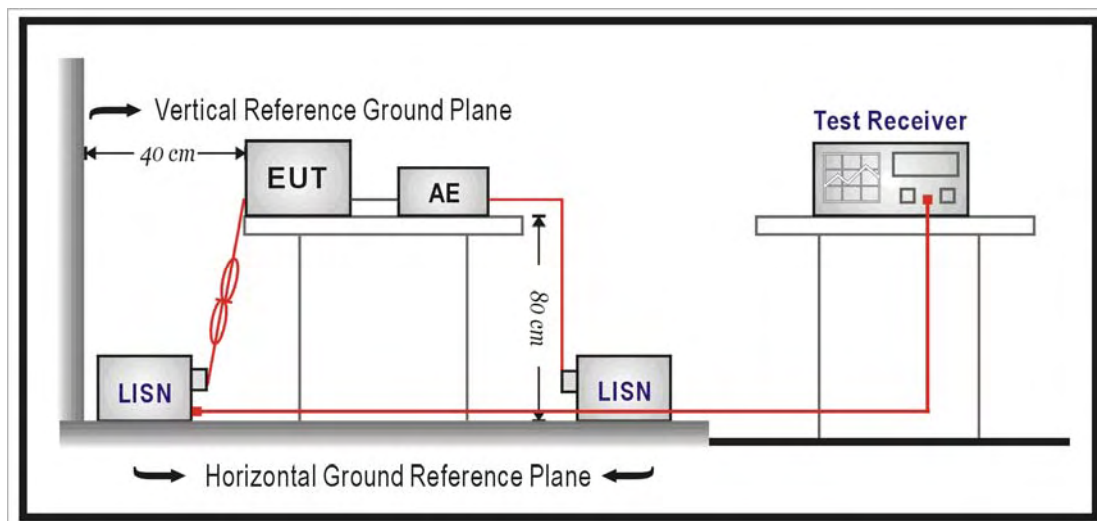 Vertical Reference Ground Plane
Test Receiver
40 cm
EUT
AE
80 cm
LISN
LISN
Horizontal Ground Reference Plane